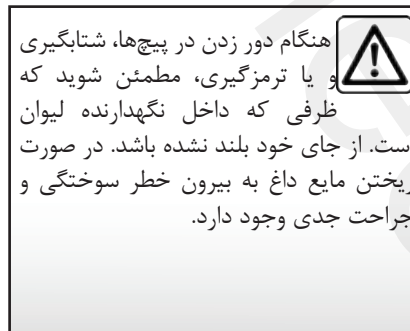 هنگام دور زدن در پیچ‌ها، شتابگیری
و یا ترمزگیری، مطمئن شوید که
ظرفی که داخل نگهدارنده لیوان
ست. از جای خود بلند نشده باشد. در صورت
ریختن مایع داغ به بیرون خطر سوختگی و
جراحت جدی وجود دارد.